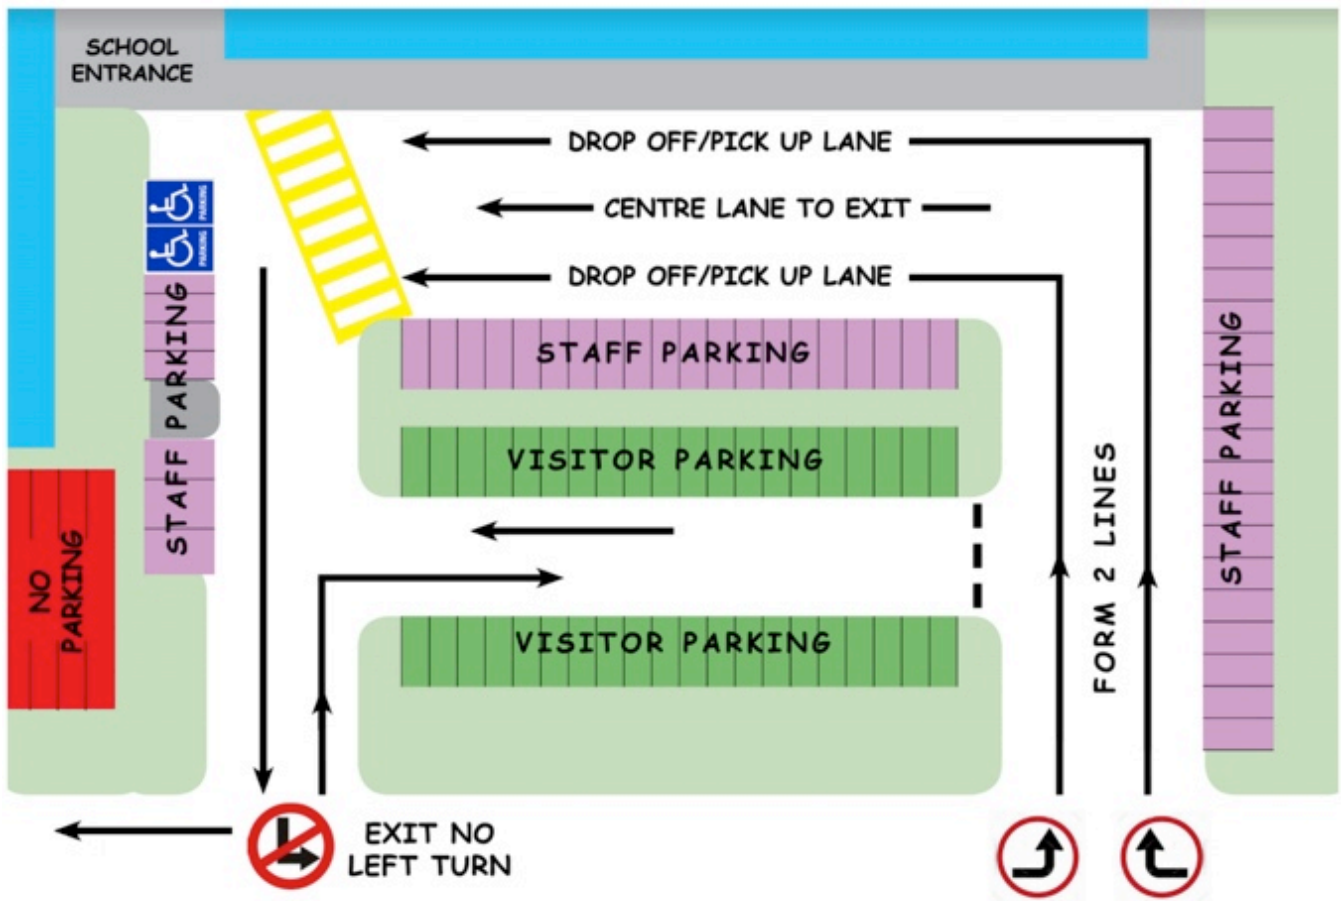 SCHOOL
ENTRANCE
DROP OFF/PICK UP LANE
CENTRE LANE TO EXIT
DROP OFF/PICK UP LANE
PARKING
PARKING
STAFF PARKING
STAFF PARKING
STAFF PARKING
VISITOR PARKING
VISITOR PARKING
FORM 2 LINES
NO
PARKING
EXIT NO
LEFT TURN